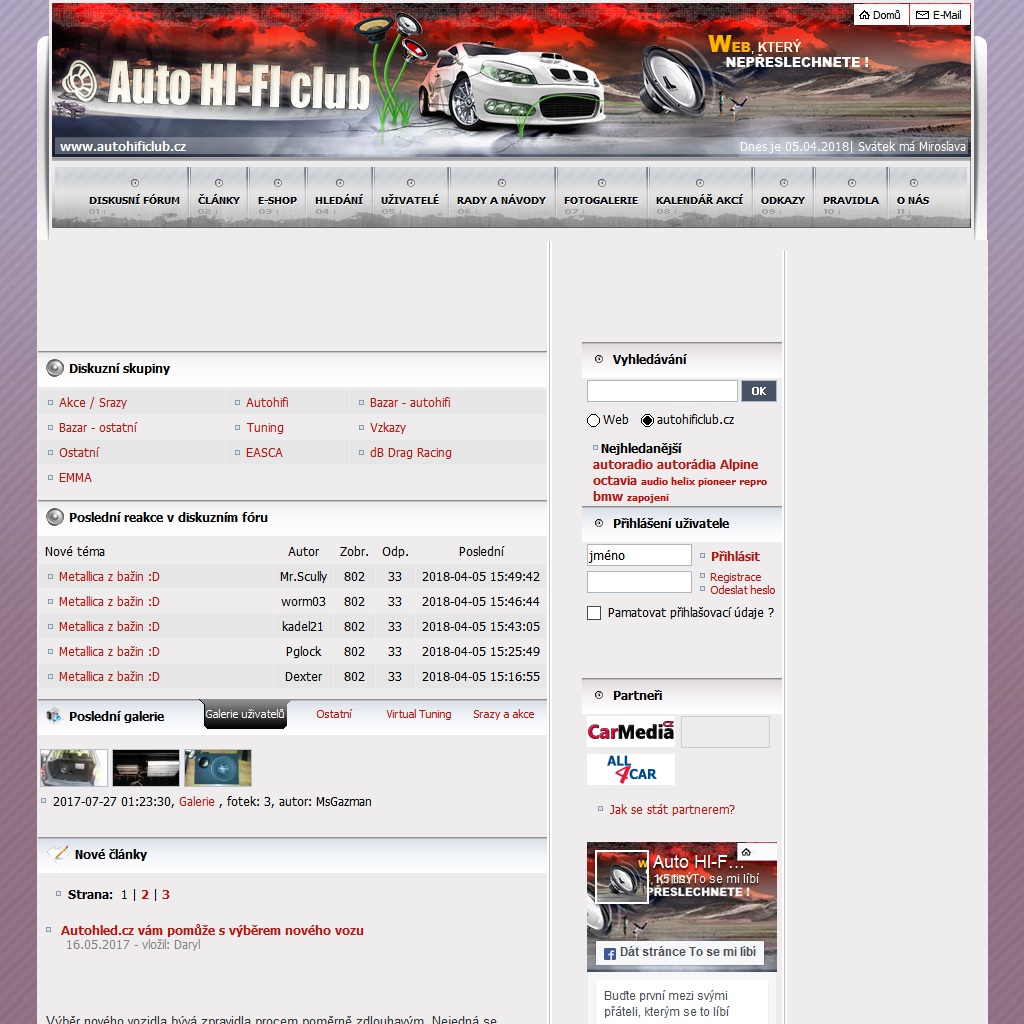 Domů
E-Mail
WEB, KTERÝ
NEPŘESLECHNETE !
Auto HI-FI club
www.autohificlub.cz
Dnes je 05.04.2018| Svátek má Miroslava
DISKUSNÍ FÓRUM ČLÁNKY E-SHOP HLEDÁNÍ UŽIVATELÉ RADY A NÁVODY FOTOGALERIE KALENDÁŘ AKCÍ ODKAZY PRAVIDLA O NÁS
01 02 03 04 05 06 07 08 09 10 11
Diskuzní skupiny
Akce / Srazy Autohifi Bazar - autohifi
Bazar - ostatní Tuning Vzkazy
Ostatní EASCA dB Drag Racing
EMMA
Poslední reakce v diskuzním fóru
Nové téma Autor Zobr. Odp. Poslední
Metallica z bažin :D Mr.Scully 802 33 2018-04-05 15:49:42
Metallica z bažin :D worm03 802 33 2018-04-05 15:46:44
Metallica z bažin :D kadel21 802 33 2018-04-05 15:43:05
Metallica z bažin :D Pglock 802 33 2018-04-05 15:25:49
Metallica z bažin :D Dexter 802 33 2018-04-05 15:16:55
Poslední galerie Galerie uživatelů Ostatní Virtual Tuning Srazy a akce
2017-07-27 01:23:30, Galerie , fotek: 3, autor: MsGazman
Nové články
Strana: 1 | 2 | 3
Autohled.cz vám pomůže s výběrem nového vozu
16.05.2017 - vložil: Daryl
Výběr nového vozidla bývá zpravidla procem poměrně zdlouhavým. Nejedná se
Vyhledávání
OK
Web autohificlub.cz
Nejhledanější
autoradio autorádia Alpine
octavia audio helix pioneer repro
bmw zapojeni
Přihlášení uživatele
jméno Přihlásit
Registrace
Odeslat heslo
Pamatovat přihlašovací údaje ?
Partneři
CarMedia CZ
ALL
4CAR
Jak se stát partnerem?
Auto HI-F…
To se mi líbí
PŘESLECHNETE !
Dát stránce To se mi líbí
Buďte první mezi svými
přáteli, kterým se to líbí